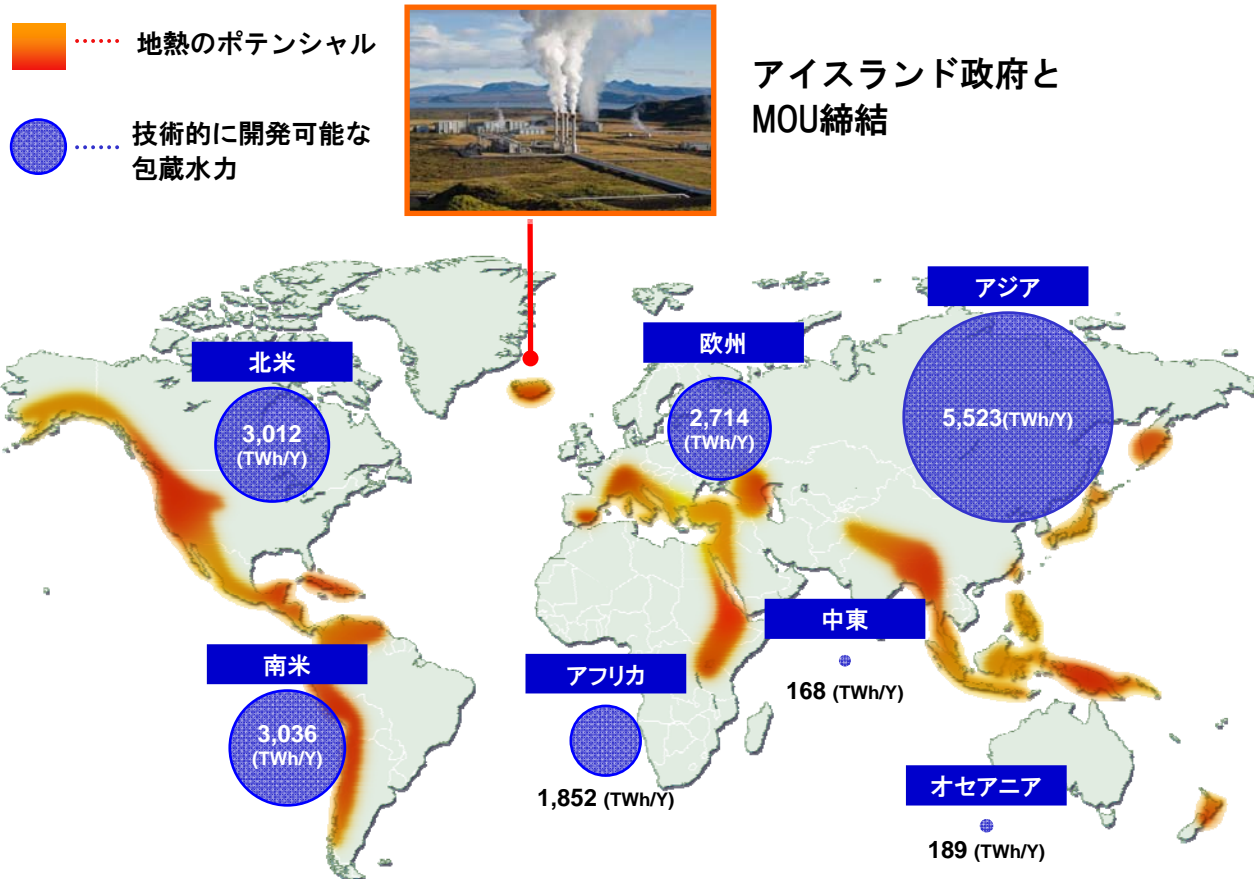 地熱のポテンシャル
技術的に開発可能な
包蔵水力
アイスランド政府と
MOU締結
アジア
5,523(TWh/Y)
欧州
2,714
(TWh/Y)
北米
3,012
(TWh/Y)
中東
168 (TWh/Y)
南米
3,036
(TWh/Y)
アフリカ
1,852 (TWh/Y)
オセアニア
189 (TWh/Y)